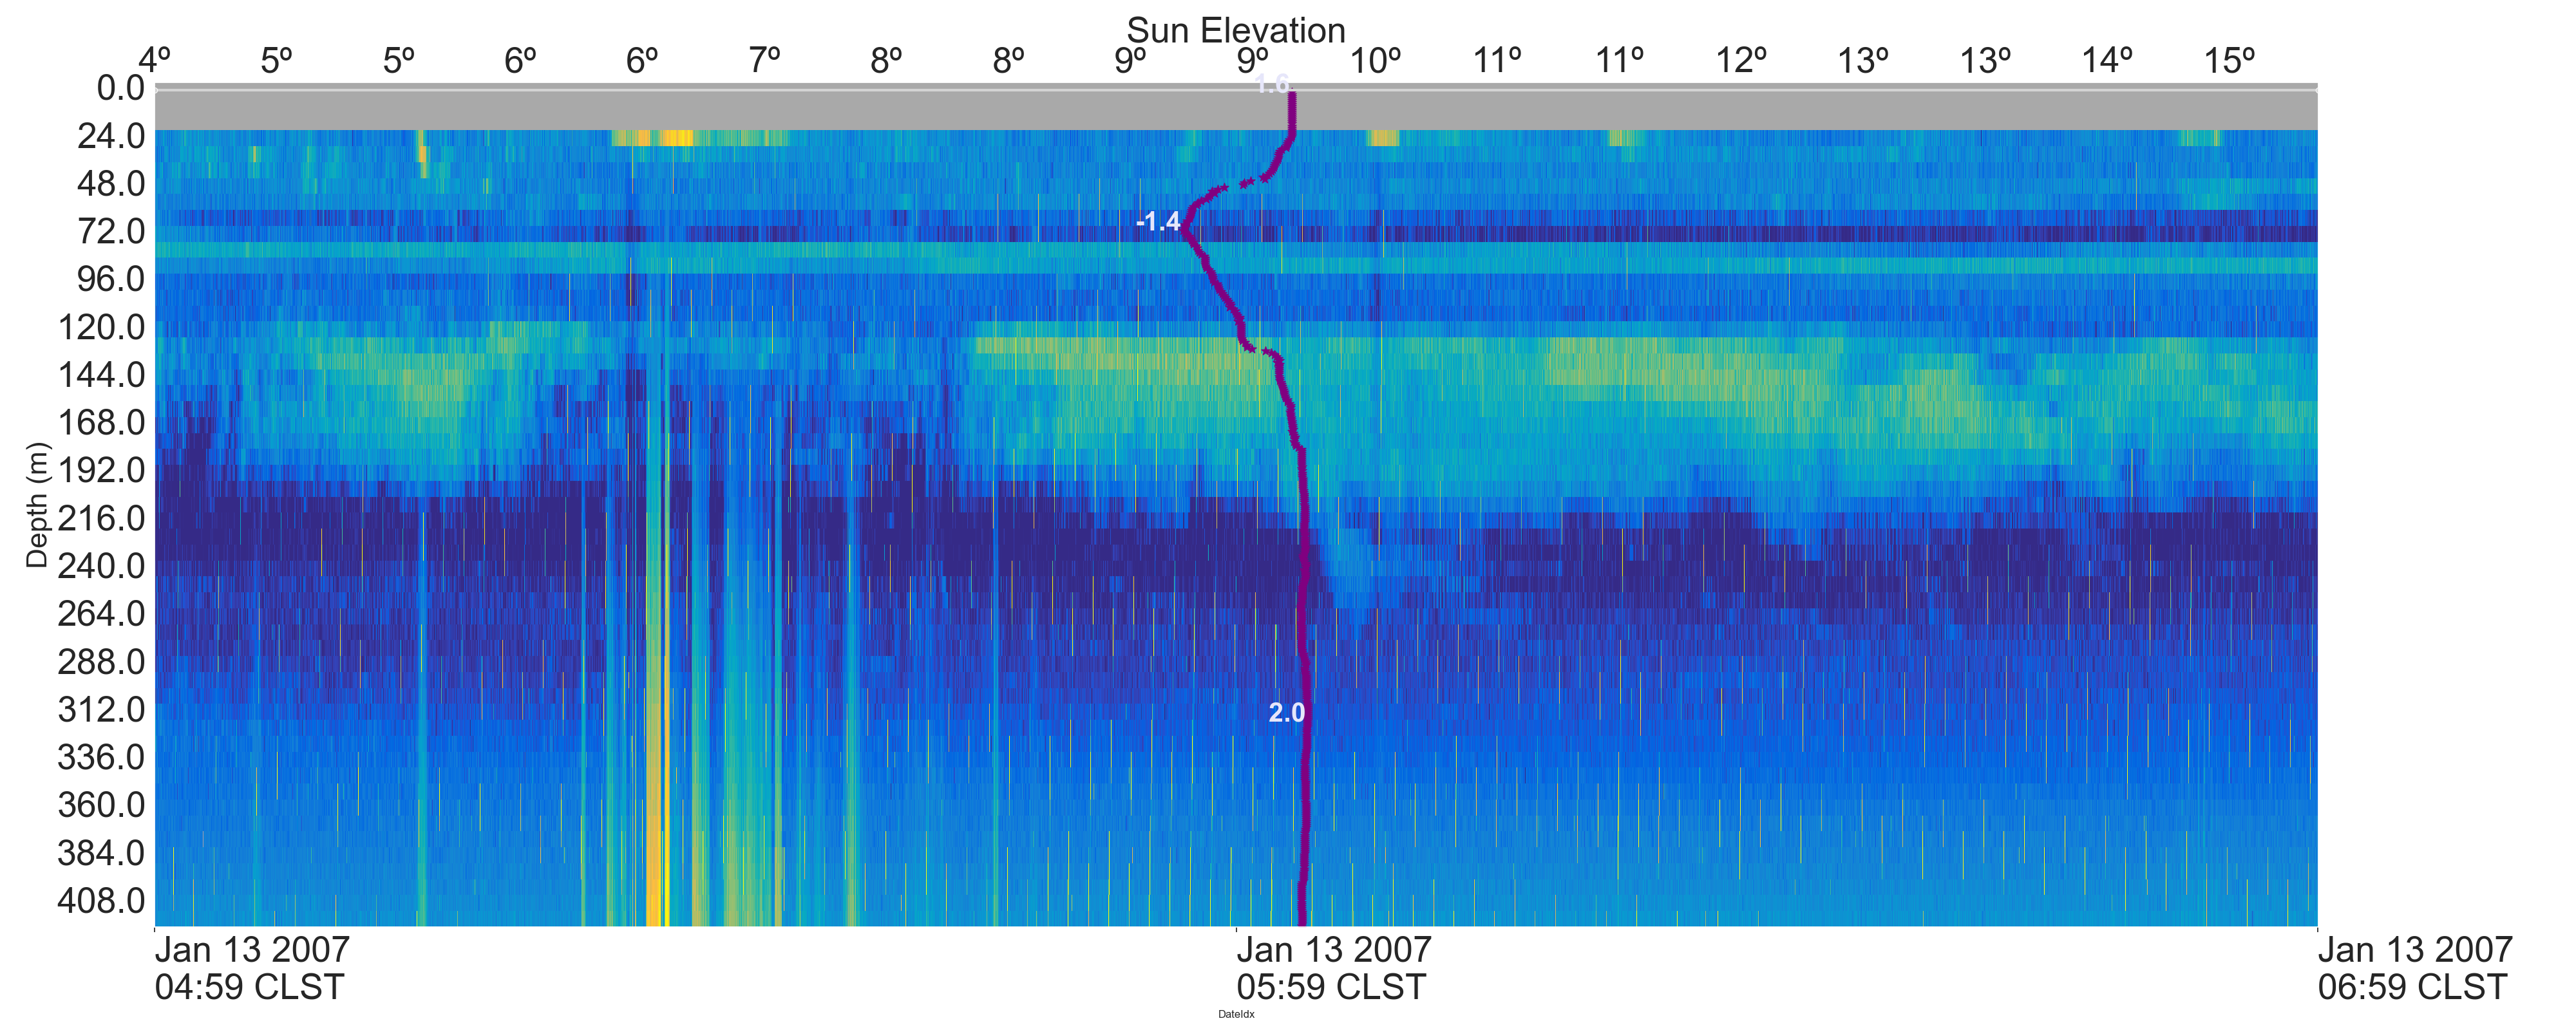 Sun Elevation
4º 5º 5º 6º 6º 7º 8º 8º 9º 9º 10º 11º 11º 12º 13º 13º 14º 15º
0.0
1.6
24.0
48.0
72.0
-1.4
96.0
120.0
144.0
168.0
192.0
216.0
240.0
264.0
288.0
312.0
2.0
336.0
360.0
384.0
408.0
Depth (m)
Jan 13 2007
04:59 CLST
Jan 13 2007
05:59 CLST
Jan 13 2007
06:59 CLST
DateIdx